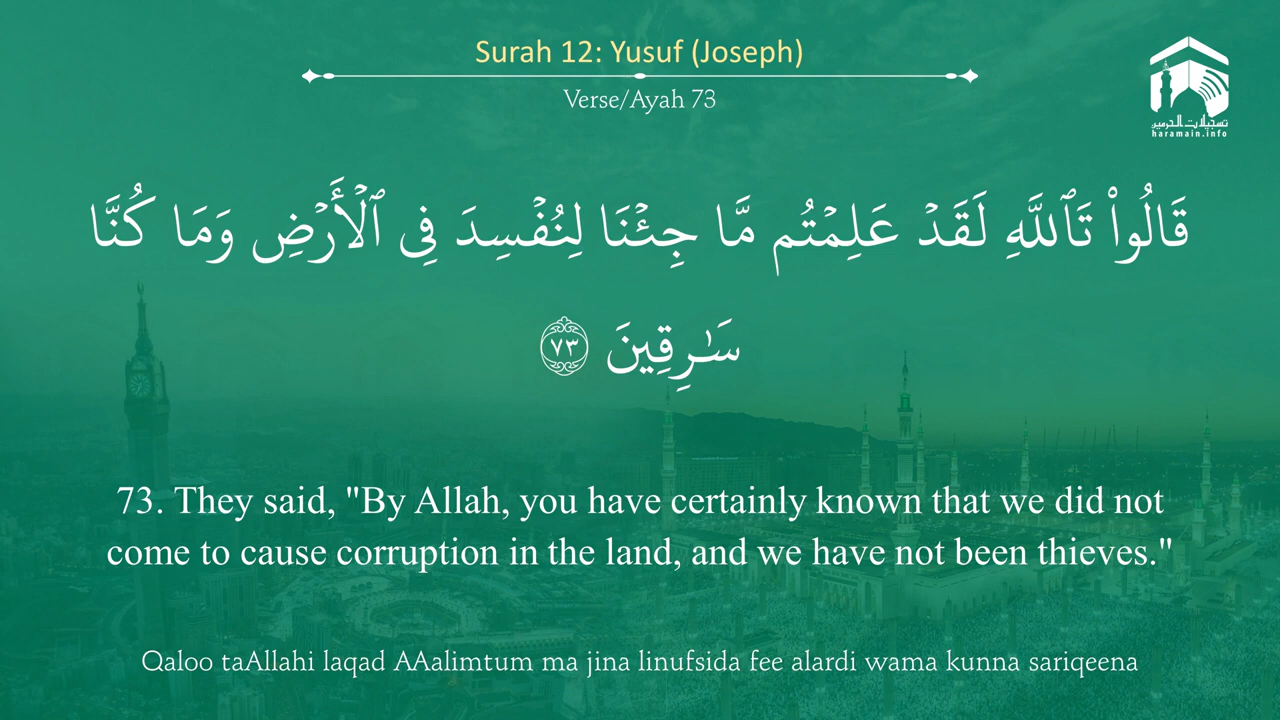 Surah 12: Yusuf (Joseph)
Verse/Ayah 73
تسجيلات الحرمين
haramain.info
قَالُوا۟ تَٱللَّهِ لَقَدْ عَلِمْتُم مَّا جِئْنَا لِنُفْسِدَ فِى ٱلْأَرْضِ وَمَا كُنَّا
سَـٰرِقِينَ ٧٣
73. They said, "By Allah, you have certainly known that we did not
come to cause corruption in the land, and we have not been thieves."
Qaloo taAllahi laqad AAalimtum ma jina linufsida fee alardi wama kunna sariqeena